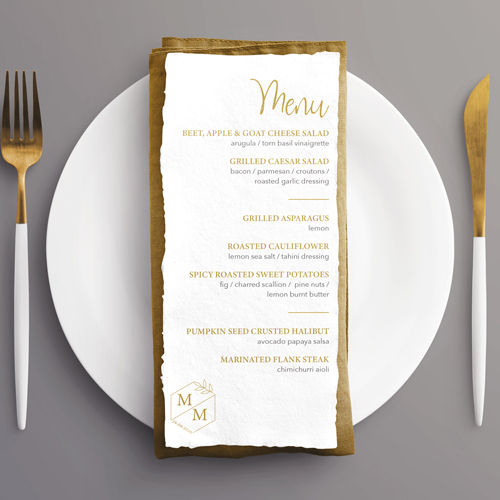 Menu
BEET, APPLE & GOAT CHEESE SALAD
arugula / torn basil vinaigrette
GRILLED CAESAR SALAD
bacon / parmesan / croutons /
roasted garlic dressing
GRILLED ASPARAGUS
lemon
ROASTED CAULIFLOWER
lemon sea salt / tahini dressing
SPICY ROASTED SWEET POTATOES
fig / charred scallion / pine nuts /
lemon burnt butter
PUMPKIN SEED CRUSTED HALIBUT
avocado papaya salsa
MARINATED FLANK STEAK
chimichurri aioli
M
M